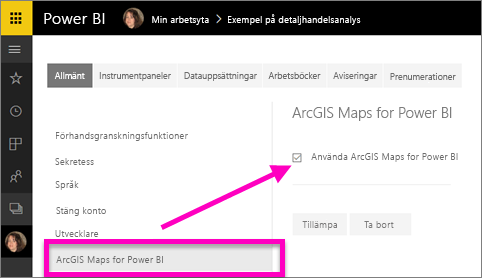 Power BI Min arbetsyta > Exempel på detaljhandelsanalys
Allmänt Instrumentpaneler Datauppsättningar Arbetsböcker Aviseringar Prenumerationer
ArcGIS Maps for Power BI
Förhandsgranskningsfunktioner
Använda ArcGIS Maps for Power BI
Sekretess
Språk
Stäng konto
Tillämpa Ta bort
Utvecklare
ArcGIS Maps for Power BI